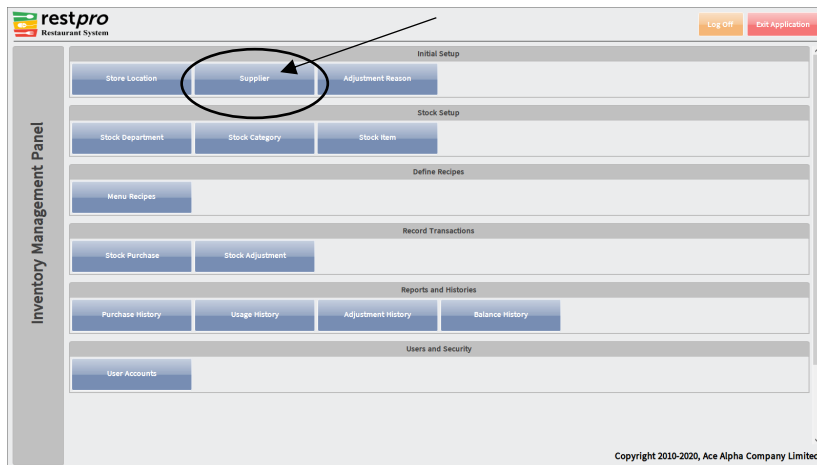 restpro
Restaurant System
Log Off Exit Application
Inventory Management Panel
Initial Setup
Store Location Supplier Adjustment Reason
Stock Setup
Stock Department Stock Category Stock Item
Define Recipes
Menu Recipes
Record Transactions
Stock Purchase Stock Adjustment
Reports and Histories
Purchase History Usage History Adjustment History Balance History
Users and Security
User Accounts
Copyright 2010-2020, Ace Alpha Company Limited